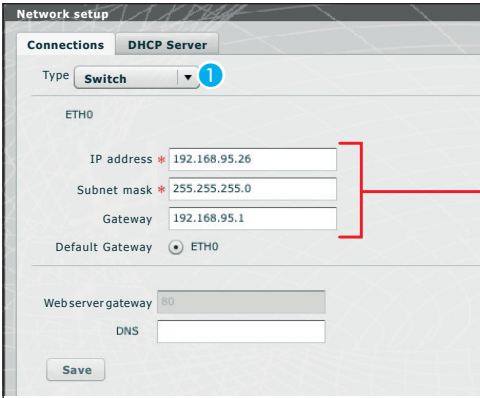 Network setup
Connections DHCP Server
Type Switch 1
ETH0
IP address * 192.168.95.26
Subnet mask * 255.255.255.0
Gateway 192.168.95.1
Default Gateway ETH0
Web server gateway 80
DNS
Save